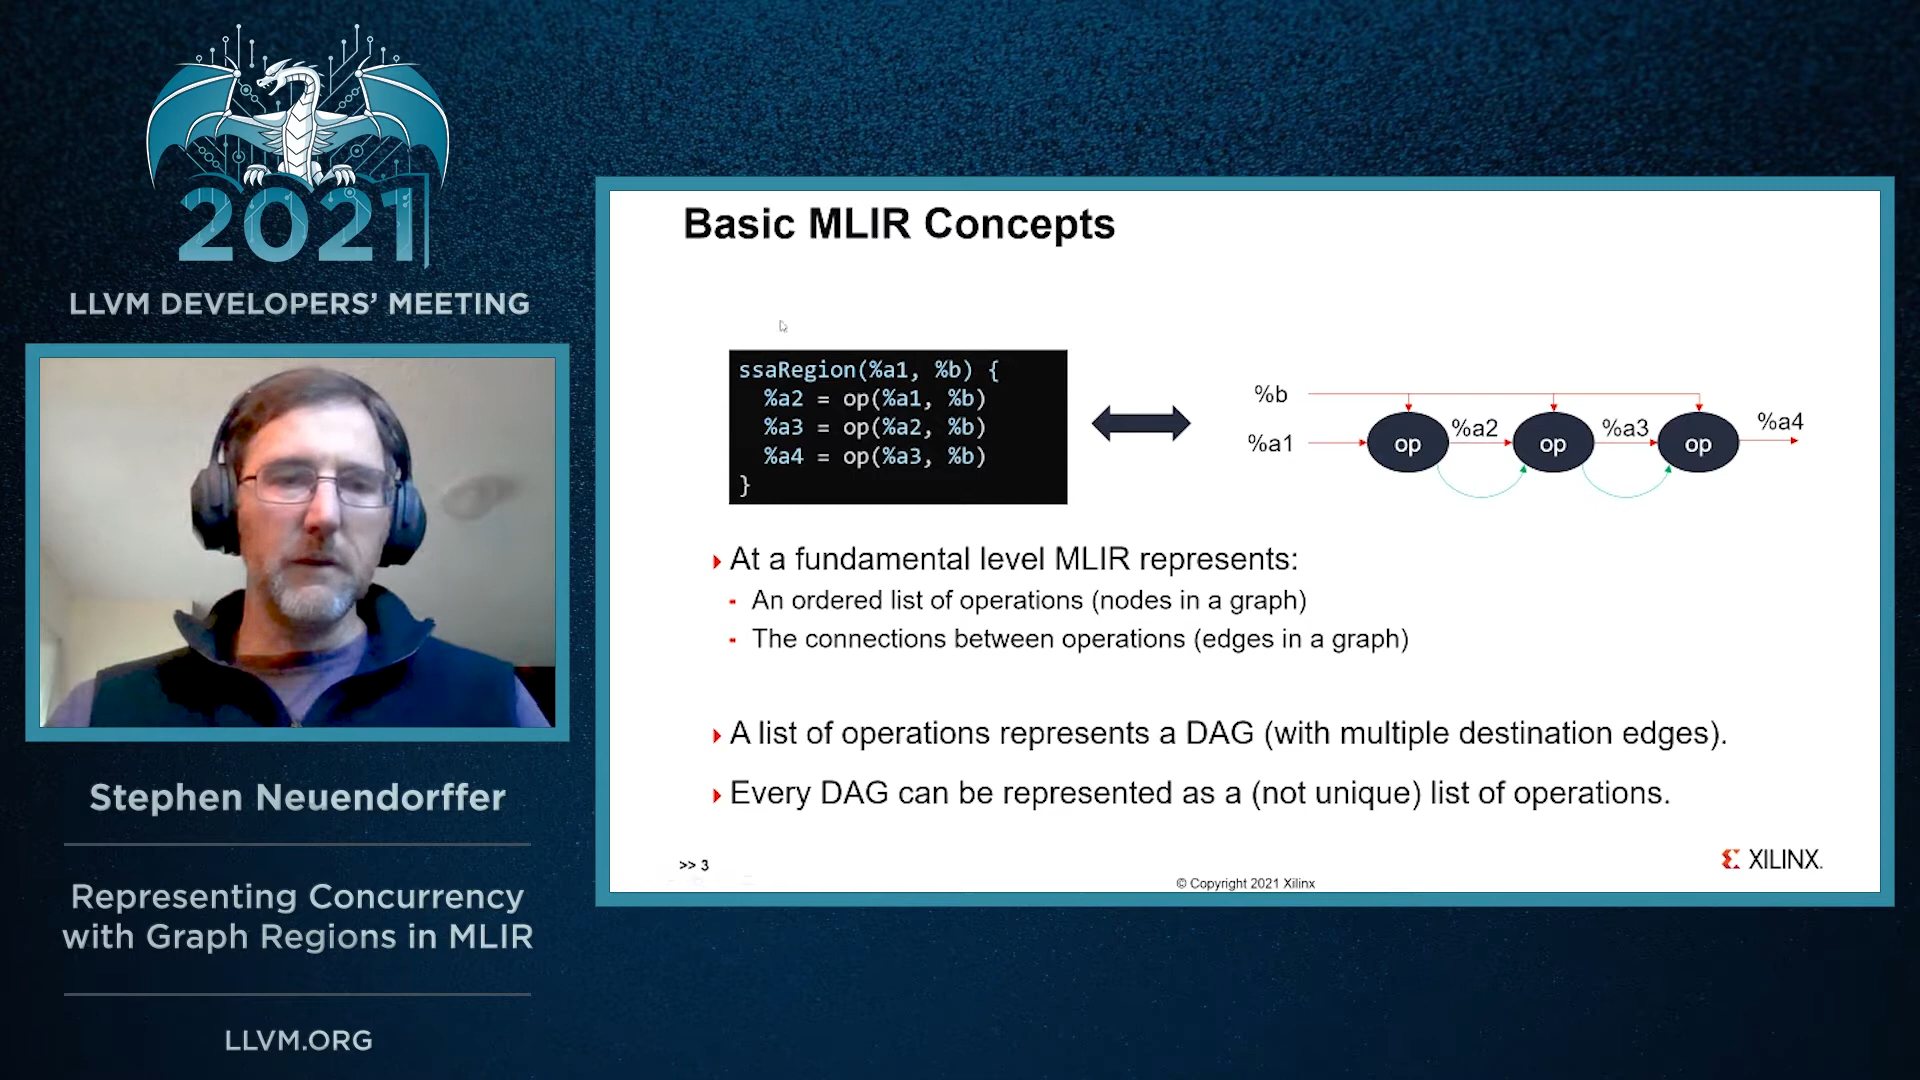 2021
LLVM DEVELOPERS’ MEETING
Stephen Neuendorffer
Representing Concurrency
with Graph Regions in MLIR
LLVM.ORG
Basic MLIR Concepts
ssaRegion(%a1, %b) {
%a2 = op(%a1, %b)
%a3 = op(%a2, %b)
%a4 = op(%a3, %b)
}
%b
%a1
op
%a2
op
%a3
op
%a4
At a fundamental level MLIR represents:
- An ordered list of operations (nodes in a graph)
- The connections between operations (edges in a graph)
A list of operations represents a DAG (with multiple destination edges).
Every DAG can be represented as a (not unique) list of operations.
>> 3
© Copyright 2021 Xilinx
XILINX.